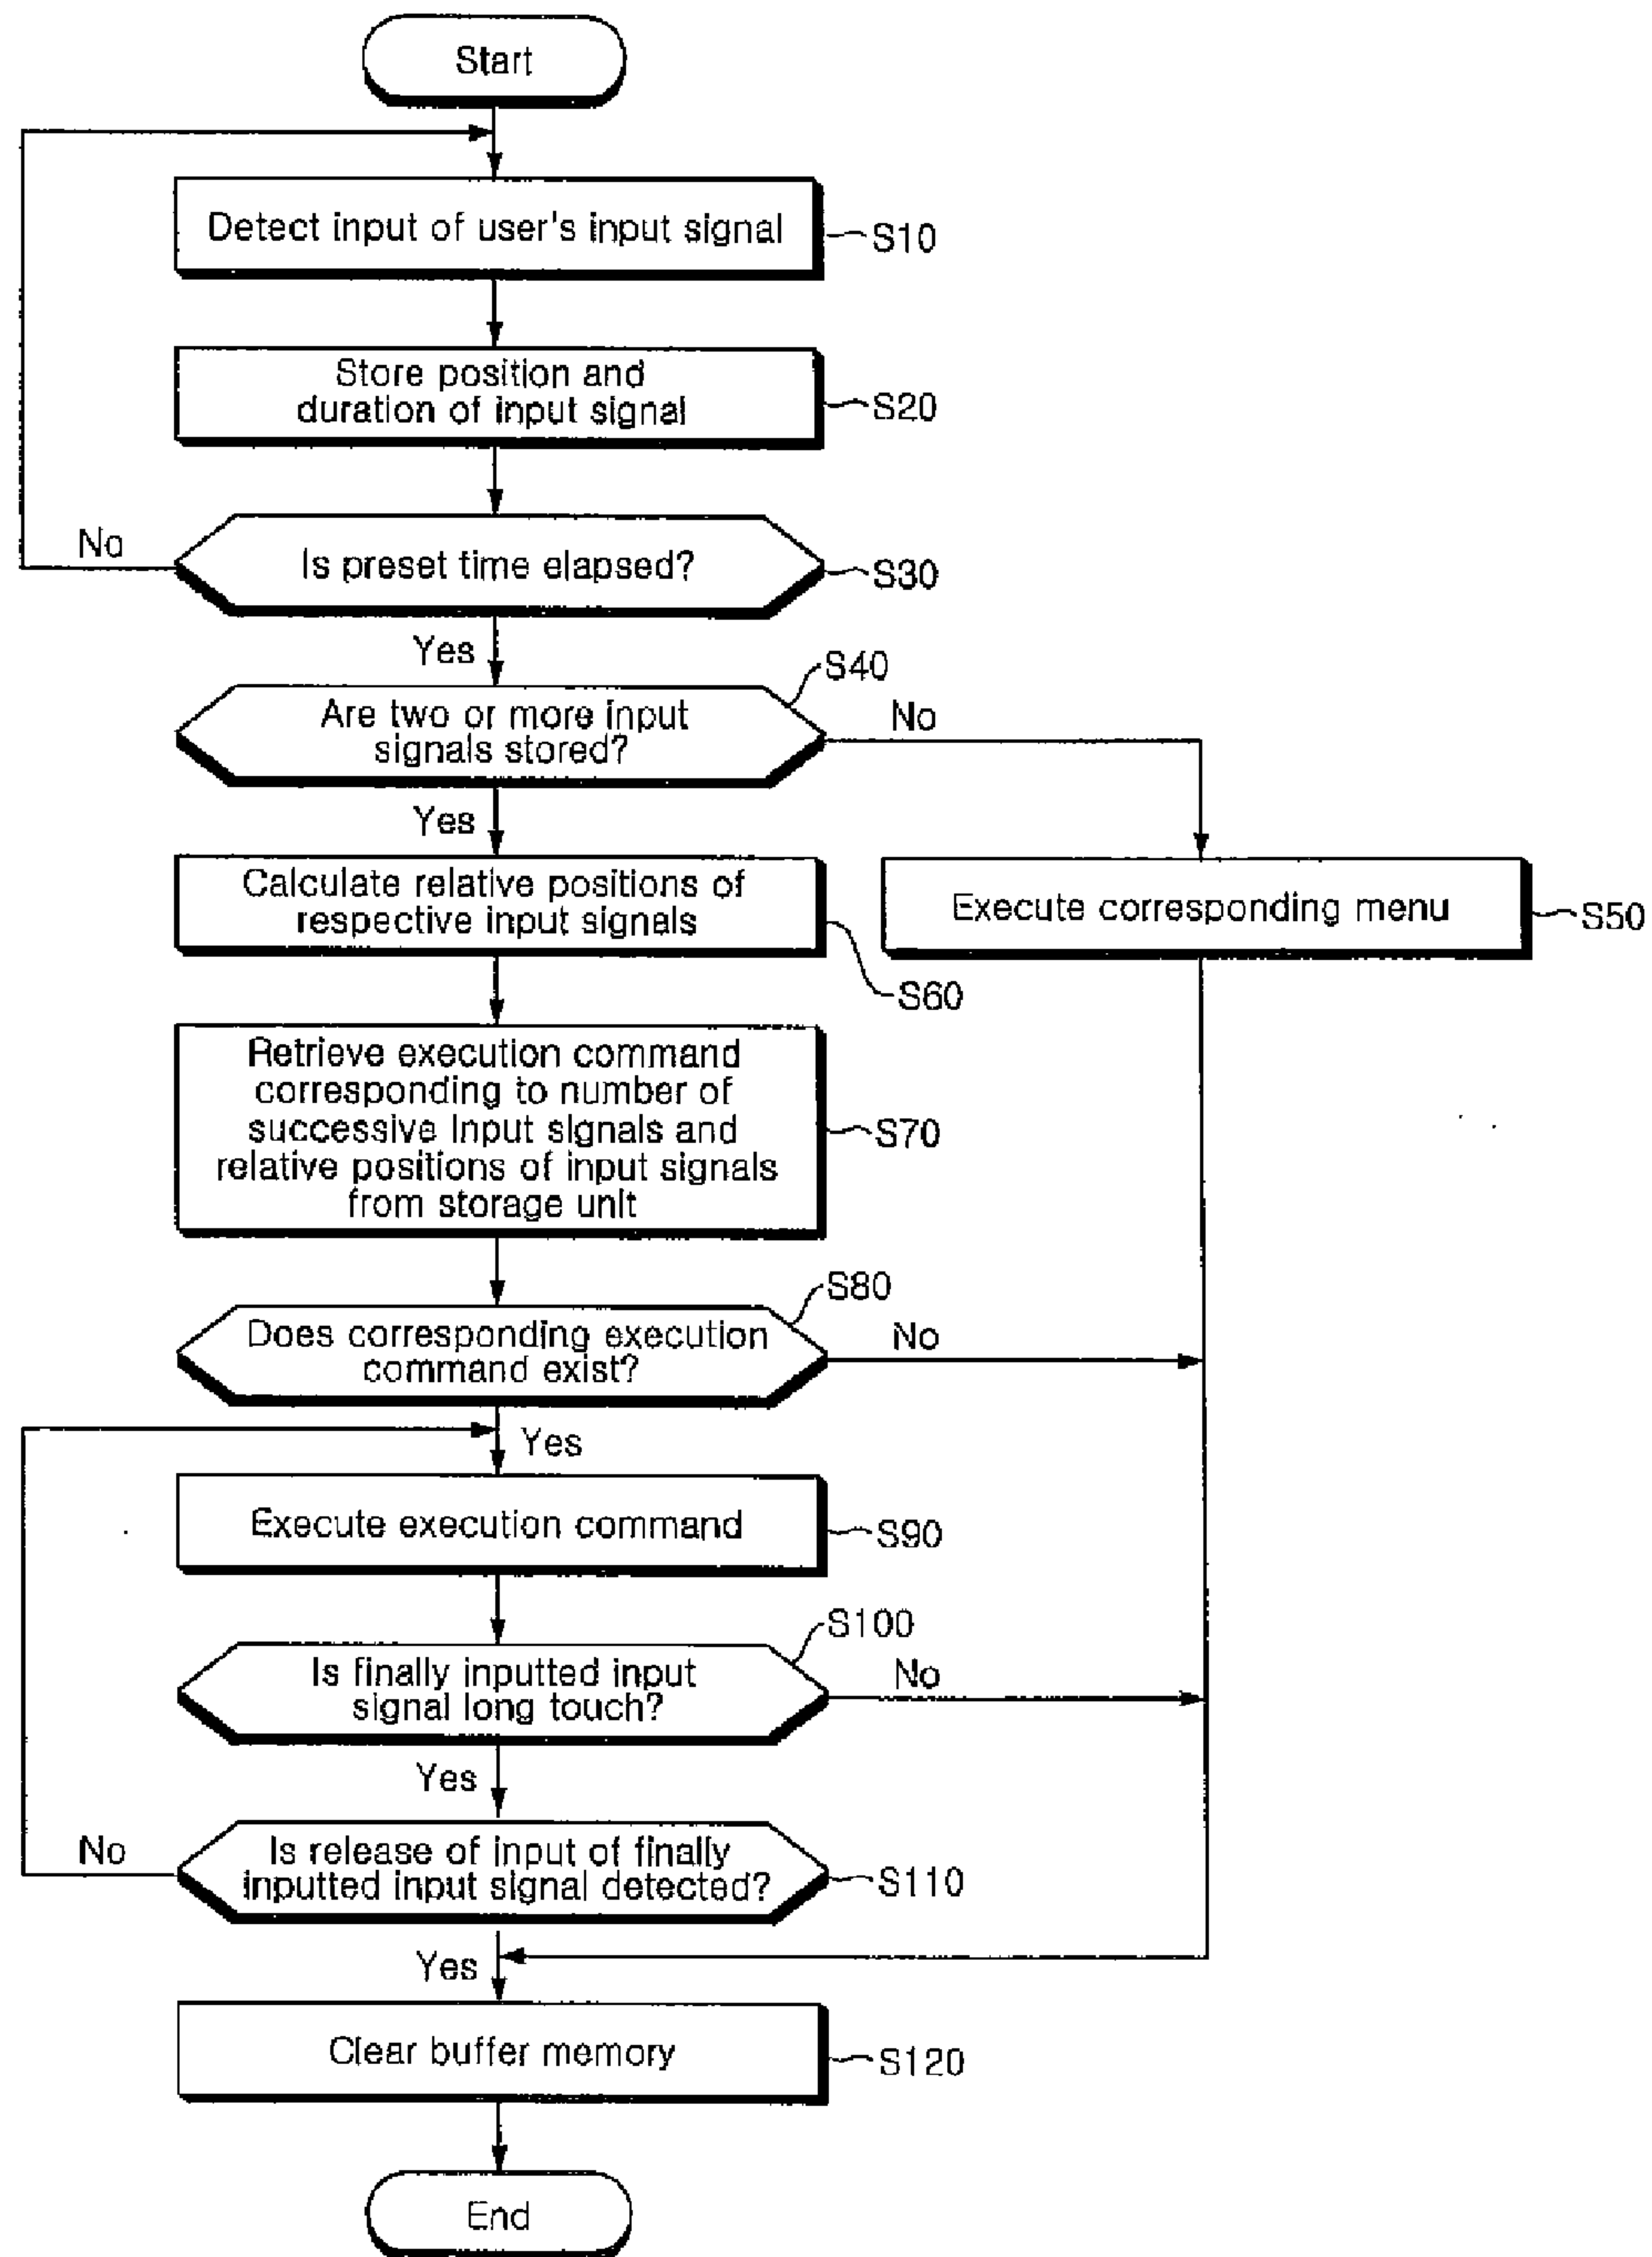 Start
Detect input of user's input signal
S10
Store position and
duration of input signal
S20
Is preset time elapsed?
S30
No
Yes
S40
Are two or more input
signals stored?
No
Yes
Calculate relative positions of
respective input signals
S60
Execute corresponding menu
S50
Retrieve execution command
corresponding to number of
successive input signals and
relative positions of input signals
from storage unit
S70
S80
Does corresponding execution
command exist?
No
Yes
Execute execution command
S90
S100
Is finally inputted input
signal long touch?
No
Yes
Is release of input of finally
inputted input signal detected?
S110
No
Yes
Clear buffer memory
S120
End